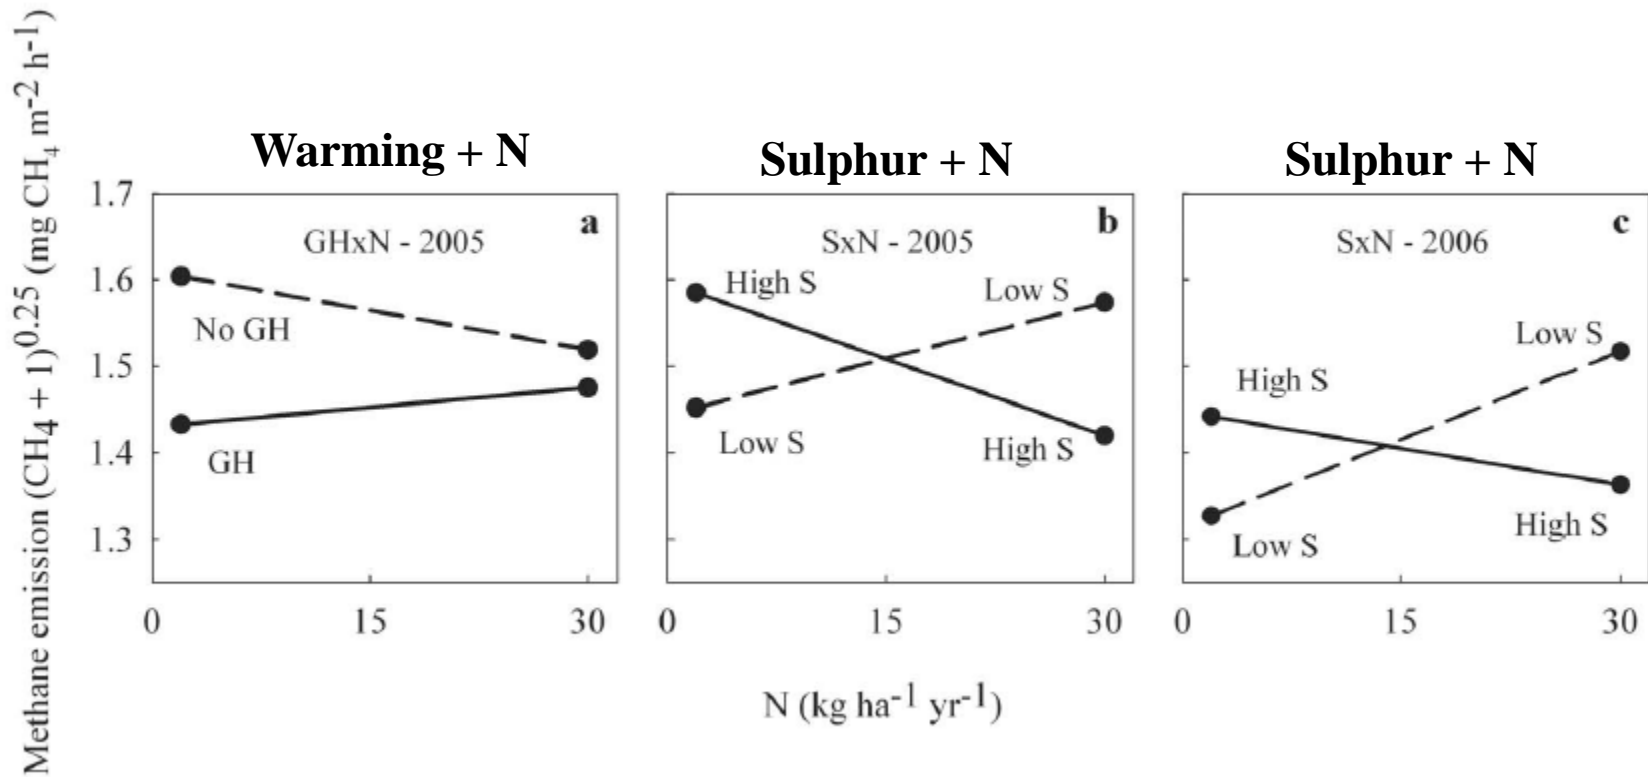 Methane emission (CH4 + 1)^0.25 (mg CH4 m-2 h-1)
Warming + N
Sulphur + N
Sulphur + N
1.7
1.6
1.5
1.4
1.3
a
GHxN - 2005
No GH
GH
0 15 30
b
SxN - 2005
High S
Low S
Low S
High S
0 15 30
c
SxN - 2006
Low S
High S
High S
Low S
0 15 30
N (kg ha-1 yr-1)